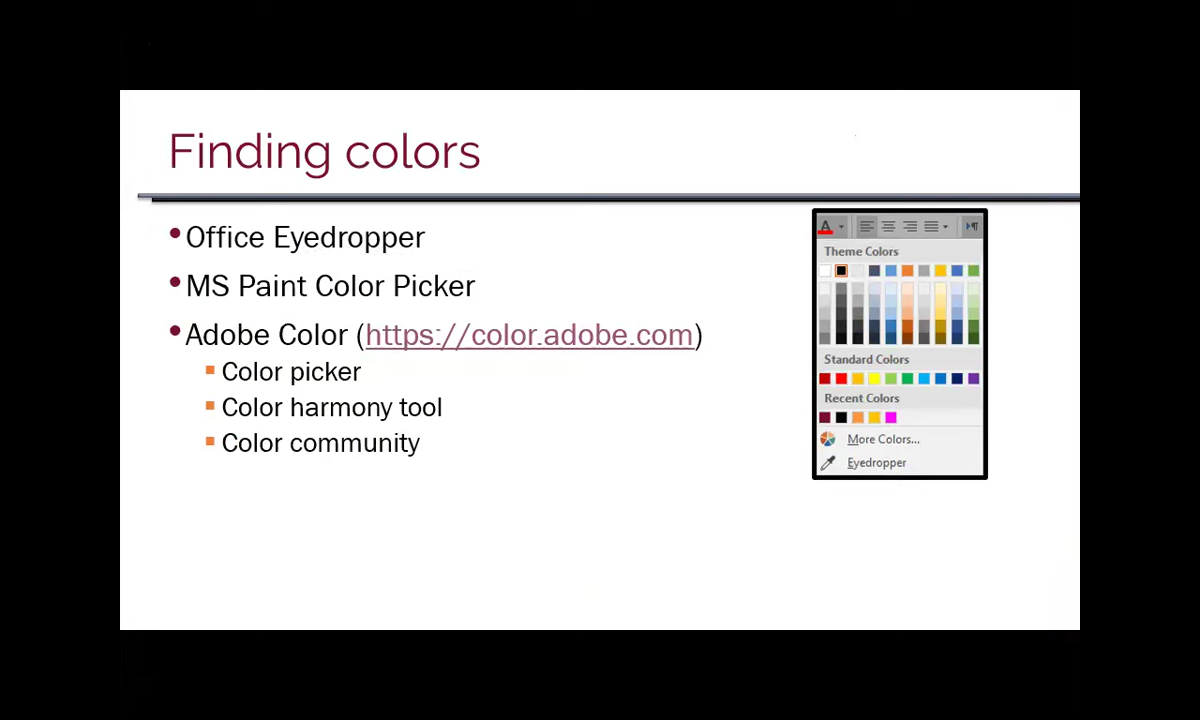 Finding colors
•Office Eyedropper
•MS Paint Color Picker
•Adobe Color (https://color.adobe.com)
▪Color picker
▪Color harmony tool
▪Color community
A
Theme Colors
Standard Colors
Recent Colors
More Colors...
Eyedropper